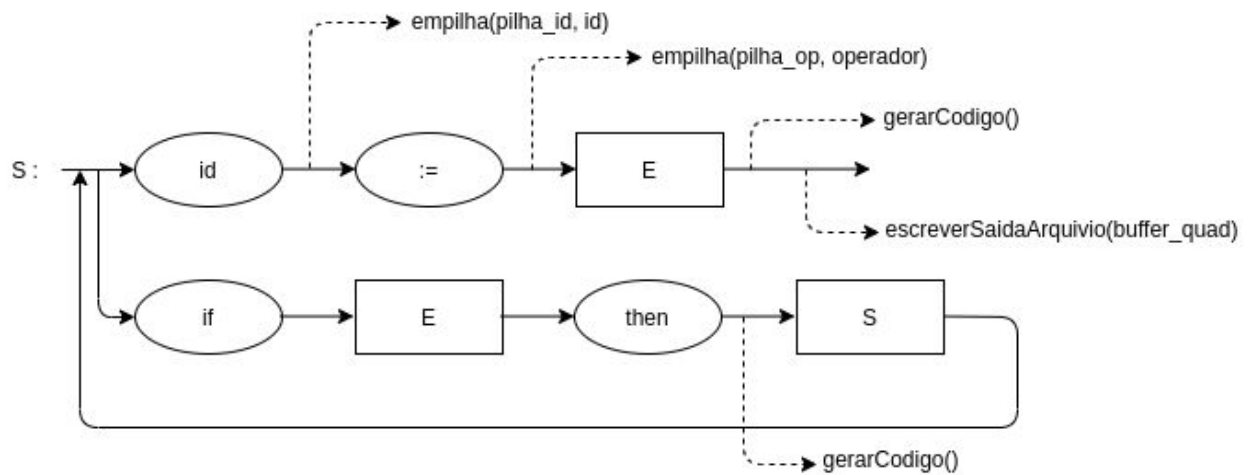 empilha(pilha_id, id)
empilha(pilha_op, operador)
gerarCodigo()
S :
id
:=
E
escreverSaidaArquivio(buffer_quad)
if
E
then
S
gerarCodigo()